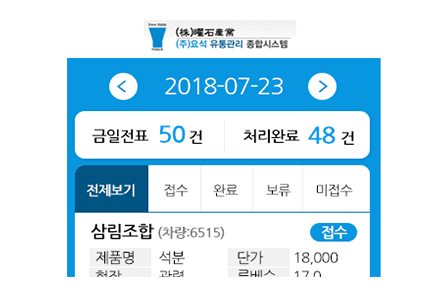 (株)曜石産業
(주)요석 유통관리 종합시스템
2018-07-23
금일전표 50 건 처리완료 48 건
전체보기 접수 완료 보류 미접수
삼림조합 (차량:6515) 접수
제품명 석분 단가 18,000
현장 관련 루베스 17.0